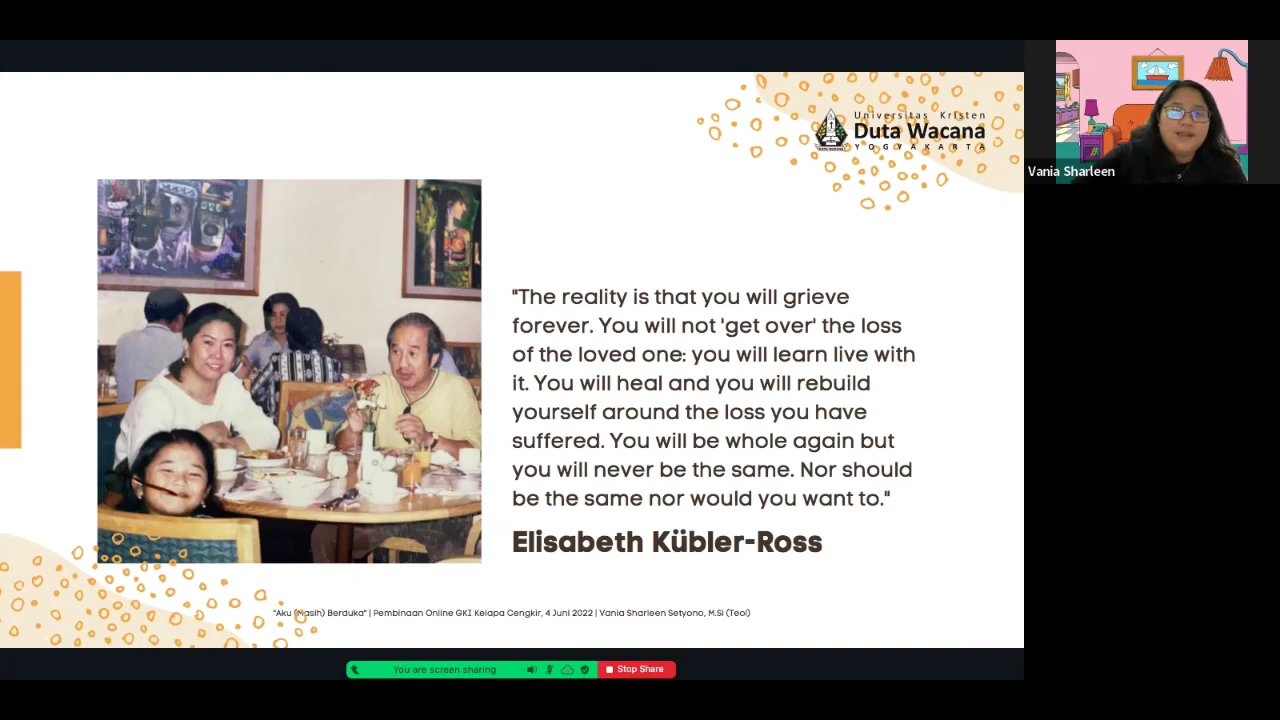 Universitas Kristen
Duta Wacana
YOGYAKARTA
Vania Sharleen
"The reality is that you will grieve
forever. You will not 'get over' the loss
of the loved one: you will learn live with
it. You will heal and you will rebuild
yourself around the loss you have
suffered. You will be whole again but
you will never be the same. Nor should
be the same nor would you want to."
Elisabeth Kübler-Ross
"Aku (Masih) Berduka" | Pembinaan Online GKI Kelapa Cengkir, 4 Juni 2022 | Vania Sharleen Setyono, M.Si (Teol)
You are screen sharing
Stop Share